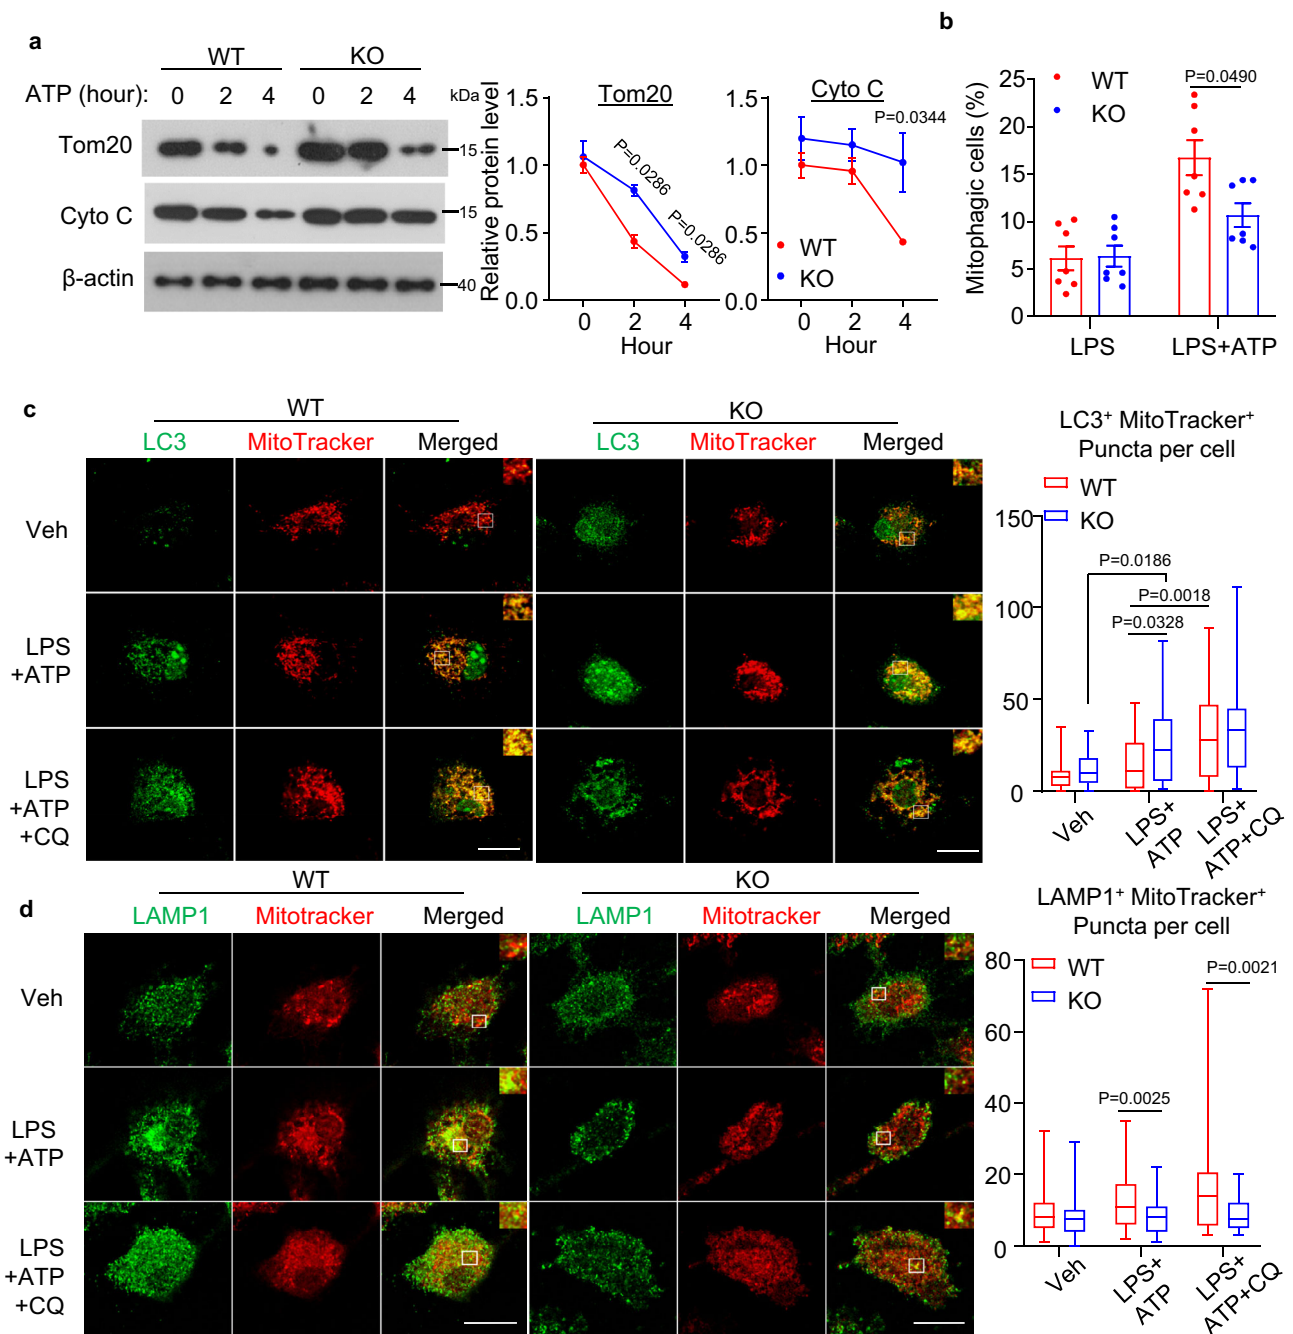 a
WT KO
ATP (hour): 0 2 4 0 2 4 kDa
Tom20 15
Cyto C 15
β-actin 40
Relative protein level
Tom20
1.5
1.0
0.5
0.0
P=0.0286
P=0.0286
0 2 4
Hour
Cyto C
1.5
1.0
0.5
0.0
P=0.0344
WT
KO
0 2 4
Hour
b
Mitophagic cells (%)
25
20
15
10
5
0
WT
KO
P=0.0490
LPS LPS+ATP
c
WT KO
LC3 MitoTracker Merged LC3 MitoTracker Merged
Veh
LPS
+ATP
LPS
+ATP
+CQ
LC3⁺ MitoTracker⁺
Puncta per cell
WT
KO
150
100
50
0
P=0.0186
P=0.0018
P=0.0328
Veh
LPS+
ATP
LPS+
ATP+CQ
d
WT KO
LAMP1 Mitotracker Merged LAMP1 Mitotracker Merged
Veh
LPS
+ATP
LPS
+ATP
+CQ
LAMP1⁺ MitoTracker⁺
Puncta per cell
80
60
40
20
0
WT
KO
P=0.0021
P=0.0025
Veh
LPS+
ATP
LPS+
ATP+CQ